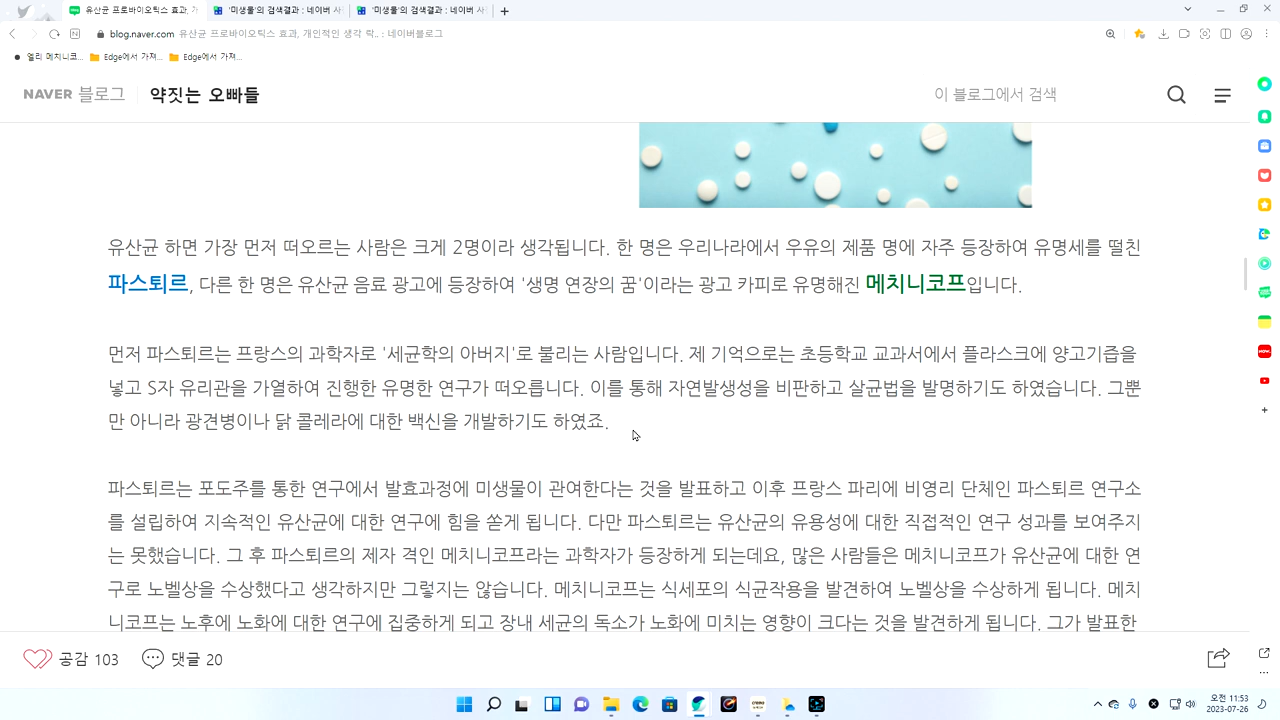 유산균 프로바이오틱스 효과, 개
'미생물'의 검색결과 : 네이버 사
'미생물'의 검색결과 : 네이버 사
blog.naver.com 유산균 프로바이오틱스 효과, 개인적인 생각 략.. : 네이버블로그
엘리 메치니코... Edge에서 가져... Edge에서 가져...
NAVER 블로그 약짓는 오빠들 이 블로그에서 검색
유산균 하면 가장 먼저 떠오르는 사람은 크게 2명이라 생각됩니다. 한 명은 우리나라에서 우유의 제품 명에 자주 등장하여 유명세를 떨친
파스퇴르, 다른 한 명은 유산균 음료 광고에 등장하여 '생명 연장의 꿈'이라는 광고 카피로 유명해진 메치니코프입니다.
먼저 파스퇴르는 프랑스의 과학자로 '세균학의 아버지'로 불리는 사람입니다. 제 기억으로는 초등학교 교과서에서 플라스크에 양고기즙을
넣고 S자 유리관을 가열하여 진행한 유명한 연구가 떠오릅니다. 이를 통해 자연발생성을 비판하고 살균법을 발명하기도 하였습니다. 그뿐
만 아니라 광견병이나 닭 콜레라에 대한 백신을 개발하기도 하였죠.
파스퇴르는 포도주를 통한 연구에서 발효과정에 미생물이 관여한다는 것을 발표하고 이후 프랑스 파리에 비영리 단체인 파스퇴르 연구소
를 설립하여 지속적인 유산균에 대한 연구에 힘을 쏟게 됩니다. 다만 파스퇴르는 유산균의 유용성에 대한 직접적인 연구 성과를 보여주지
는 못했습니다. 그 후 파스퇴르의 제자 격인 메치니코프라는 과학자가 등장하게 되는데요, 많은 사람들은 메치니코프가 유산균에 대한 연
구로 노벨상을 수상했다고 생각하지만 그렇지는 않습니다. 메치니코프는 식세포의 식균작용을 발견하여 노벨상을 수상하게 됩니다. 메치
니코프는 노후에 노화에 대한 연구에 집중하게 되고 장내 세균의 독소가 노화에 미치는 영향이 크다는 것을 발견하게 됩니다. 그가 발표한
공감 103 댓글 20
오전 11:53
2023-07-26